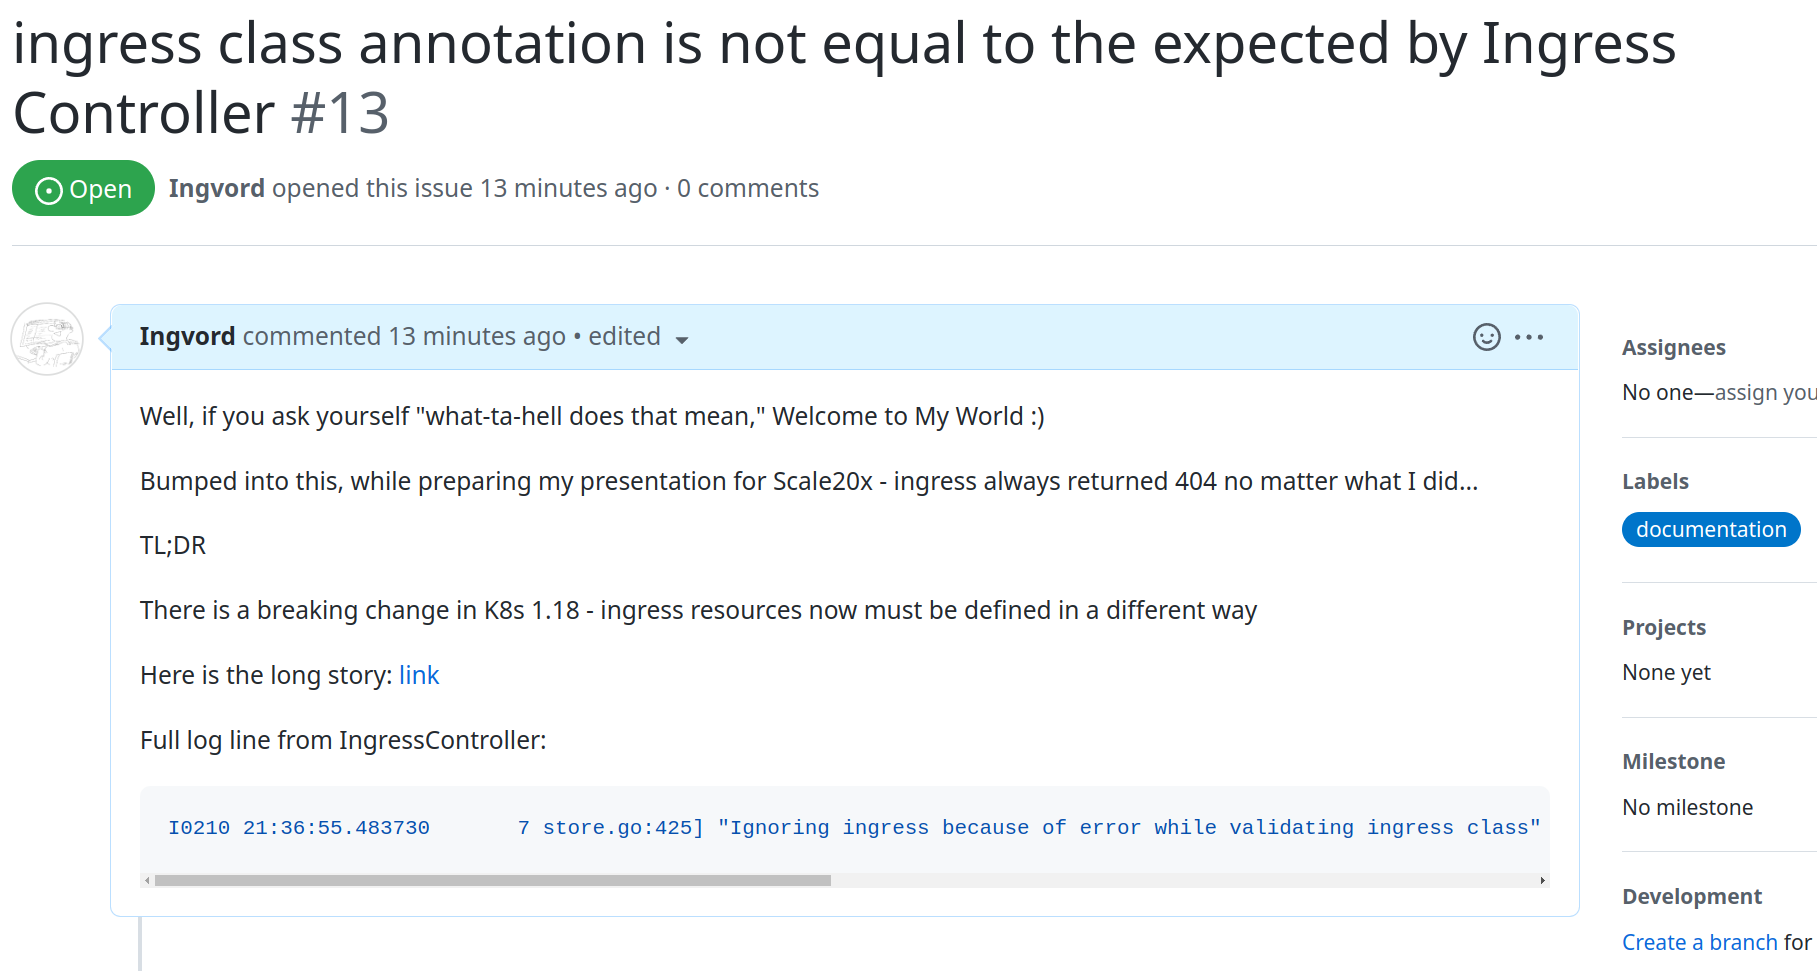 ingress class annotation is not equal to the expected by Ingress
Controller #13
Open
Ingvord opened this issue 13 minutes ago · 0 comments
Ingvord commented 13 minutes ago • edited
Well, if you ask yourself "what-ta-hell does that mean," Welcome to My World :)
Bumped into this, while preparing my presentation for Scale20x - ingress always returned 404 no matter what I did...
TL;DR
There is a breaking change in K8s 1.18 - ingress resources now must be defined in a different way
Here is the long story: link
Full log line from IngressController:
I0210 21:36:55.483730       7 store.go:425] "Ignoring ingress because of error while validating ingress class"
Assignees
No one—assign you
Labels
documentation
Projects
None yet
Milestone
No milestone
Development
Create a branch for